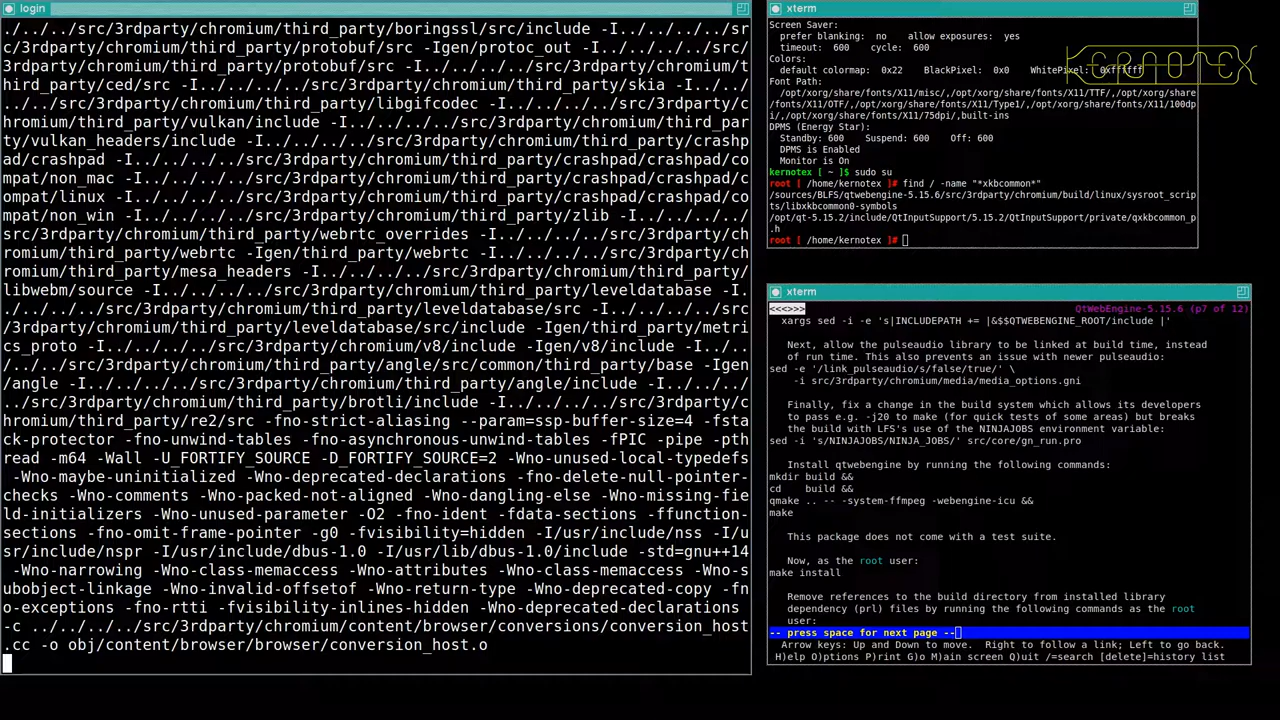 login
./../../src/3rdparty/chromium/third_party/boringssl/src/include -I../../../../sr
c/3rdparty/chromium/third_party/protobuf/src -Igen/protoc_out -I../../../../src/
3rdparty/chromium/third_party/protobuf/src -I../../../../src/3rdparty/chromium/t
hird_party/ced/src -I../../../../src/3rdparty/chromium/third_party/skia -I../../
../../src/3rdparty/chromium/third_party/libgifcodec -I../../../../src/3rdparty/c
hromium/third_party/vulkan/include -I../../../../src/3rdparty/chromium/third_par
ty/vulkan_headers/include -I../../../../src/3rdparty/chromium/third_party/crashp
ad/crashpad -I../../../../src/3rdparty/chromium/third_party/crashpad/crashpad/co
mpat/non_mac -I../../../../src/3rdparty/chromium/third_party/crashpad/crashpad/c
ompat/linux -I../../../../src/3rdparty/chromium/third_party/crashpad/crashpad/co
mpat/non_win -I../../../../src/3rdparty/chromium/third_party/zlib -I../../../../
src/3rdparty/chromium/third_party/webrtc_overrides -I../../../../src/3rdparty/ch
romium/third_party/webrtc -Igen/third_party/webrtc -I../../../../src/3rdparty/ch
romium/third_party/mesa_headers -I../../../../src/3rdparty/chromium/third_party/
libwebm/source -I../../../../src/3rdparty/chromium/third_party/leveldatabase -I.
./../../../src/3rdparty/chromium/third_party/leveldatabase/src -I../../../../src
/3rdparty/chromium/third_party/leveldatabase/src/include -Igen/third_party/metri
cs_proto -I../../../../src/3rdparty/chromium/v8/include -Igen/v8/include -I../..
/../../src/3rdparty/chromium/third_party/angle/src/common/third_party/base -Igen
/angle -I../../../../src/3rdparty/chromium/third_party/angle/include -I../../../
../src/3rdparty/chromium/third_party/brotli/include -I../../../../src/3rdparty/c
hromium/third_party/re2/src -fno-strict-aliasing --param=ssp-buffer-size=4 -fsta
ck-protector -fno-unwind-tables -fno-asynchronous-unwind-tables -fPIC -pipe -pth
read -m64 -Wall -U_FORTIFY_SOURCE -D_FORTIFY_SOURCE=2 -Wno-unused-local-typedefs
-Wno-maybe-uninitialized -Wno-deprecated-declarations -fno-delete-null-pointer-
checks -Wno-comments -Wno-packed-not-aligned -Wno-dangling-else -Wno-missing-fie
ld-initializers -Wno-unused-parameter -O2 -fno-ident -fdata-sections -ffunction-
sections -fno-omit-frame-pointer -g0 -fvisibility=hidden -I/usr/include/nss -I/u
sr/include/nspr -I/usr/include/dbus-1.0 -I/usr/lib/dbus-1.0/include -std=gnu++14
-Wno-narrowing -Wno-class-memaccess -Wno-attributes -Wno-class-memaccess -Wno-s
ubobject-linkage -Wno-invalid-offsetof -Wno-return-type -Wno-deprecated-copy -fn
o-exceptions -fno-rtti -fvisibility-inlines-hidden -Wno-deprecated-declarations
-c ../../../../src/3rdparty/chromium/content/browser/conversions/conversion_host
.cc -o obj/content/browser/browser/conversion_host.o
xterm
Screen Saver:
prefer blanking:  no    allow exposures:  yes
timeout:  600    cycle:  600
Colors:
default colormap:  0x22    BlackPixel:  0x0    WhitePixel:  0xffffff
Font Path:
/opt/xorg/share/fonts/X11/misc/,/opt/xorg/share/fonts/X11/TTF/,/opt/xorg/share
/fonts/X11/OTF/,/opt/xorg/share/fonts/X11/Type1/,/opt/xorg/share/fonts/X11/100dp
i/,/opt/xorg/share/fonts/X11/75dpi/,built-ins
DPMS (Energy Star):
Standby: 600    Suspend: 600    Off: 600
DPMS is Enabled
Monitor is On
kernotex [ ~ ]$ sudo su
root [ /home/kernotex ]# find / -name "*xkbcommon*"
/sources/BLFS/qtwebengine-5.15.6/src/3rdparty/chromium/build/linux/sysroot_scrip
ts/libxkbcommon0-symbols
/opt/qt-5.15.2/include/QtInputSupport/5.15.2/QtInputSupport/private/qxkbcommon_p
.h
root [ /home/kernotex ]#
KERNOTEX
xterm
<<<>>>    QtWebEngine-5.15.6 (p7 of 12)
xargs sed -i -e 's|INCLUDEPATH += |&$$QTWEBENGINE_ROOT/include |'
Next, allow the pulseaudio library to be linked at build time, instead
of run time. This also prevents an issue with newer pulseaudio:
sed -e '/link_pulseaudio/s/false/true/' \
-i src/3rdparty/chromium/media/media_options.gni
Finally, fix a change in the build system which allows its developers
to pass e.g. -j20 to make (for quick tests of some areas) but breaks
the build with LFS's use of the NINJAJOBS environment variable:
sed -i 's/NINJAJOBS/NINJA_JOBS/' src/core/gn_run.pro
Install qtwebengine by running the following commands:
mkdir build &&
cd    build &&
qmake .. -- -system-ffmpeg -webengine-icu &&
make
This package does not come with a test suite.
Now, as the root user:
make install
Remove references to the build directory from installed library
dependency (prl) files by running the following commands as the root
user:
-- press space for next page --
Arrow keys: Up and Down to move.  Right to follow a link; Left to go back.
H)elp O)ptions P)rint G)o M)ain screen Q)uit /=search [delete]=history list